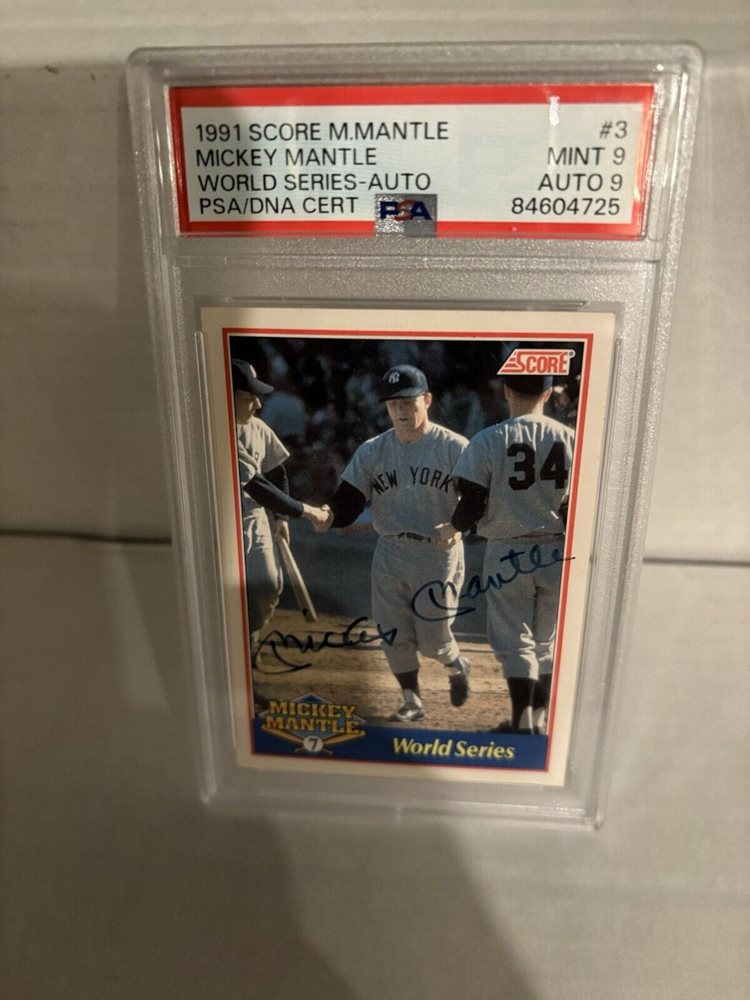 1991 SCORE M.MANTLE #3
MICKEY MANTLE MINT 9
WORLD SERIES-AUTO AUTO 9
PSA/DNA CERT PSA 84604725
SCORE
NY
NEW YORK
34
Mickey Mantle
MICKEY
MANTLE
7
World Series